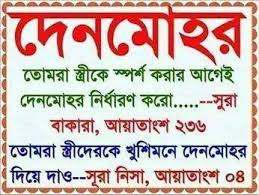 দেনমোহর
তোমরা স্ত্রীকে স্পর্শ করার আগেই
দেনমোহর নির্ধারণ করো.....--সুরা
বাকারা, আয়াতাংশ ২৩৬
তোমরা স্ত্রীদেরকে খুশিমনে দেনমোহর
দিয়ে দাও--সূরা নিসা, আয়াতাংশ ০৪